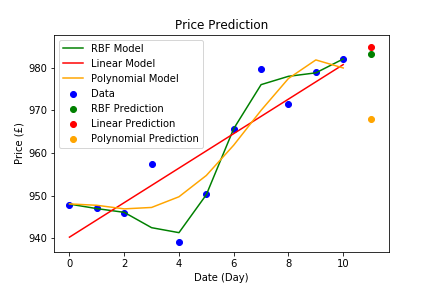 Price Prediction
RBF Model
Linear Model
Polynomial Model
Data
RBF Prediction
Linear Prediction
Polynomial Prediction
980
970
960
950
940
Price (£)
0 2 4 6 8 10
Date (Day)